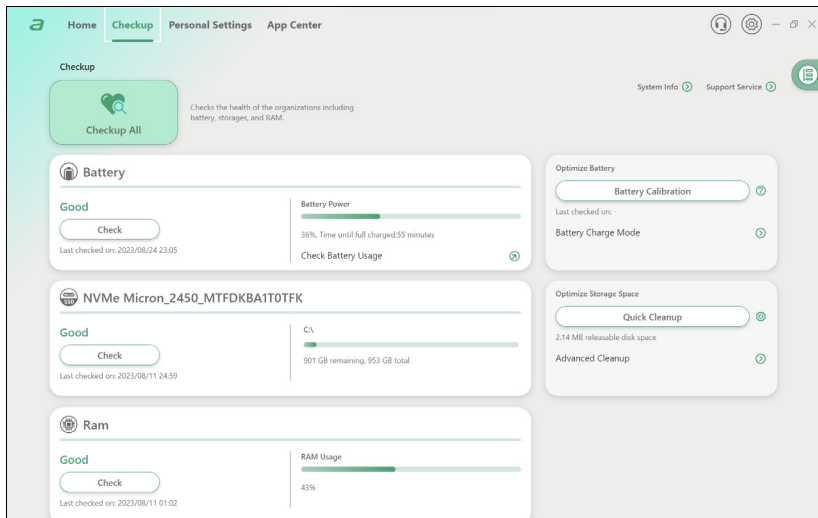 a
Home
Checkup
Personal Settings
App Center
Checkup
System Info
Support Service
Checkup All
Checks the health of the organizations including
battery, storages, and RAM.
Battery
Good
Check
Last checked on: 2023/08/24 23:05
Battery Power
36%, Time until full charged:55 minutes
Check Battery Usage
Optimize Battery
Battery Calibration
Last checked on: -
Battery Charge Mode
SSD
NVMe Micron_2450_MTFDKBA1T0TFK
Good
Check
Last checked on: 2023/08/11 24:59
C:\
901 GB remaining, 953 GB total
Optimize Storage Space
Quick Cleanup
2.14 MB releasable disk space
Advanced Cleanup
Ram
Good
Check
Last checked on: 2023/08/11 01:02
RAM Usage
43%